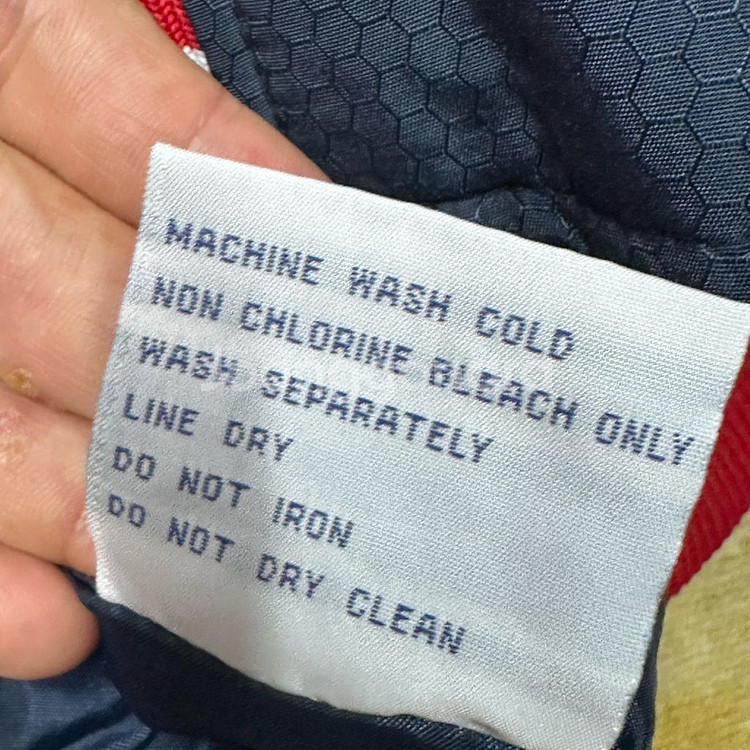 MACHINE WASH COLD
NON CHLORINE BLEACH ONLY
WASH SEPARATELY
LINE DRY
DO NOT IRON
DO NOT DRY CLEAN